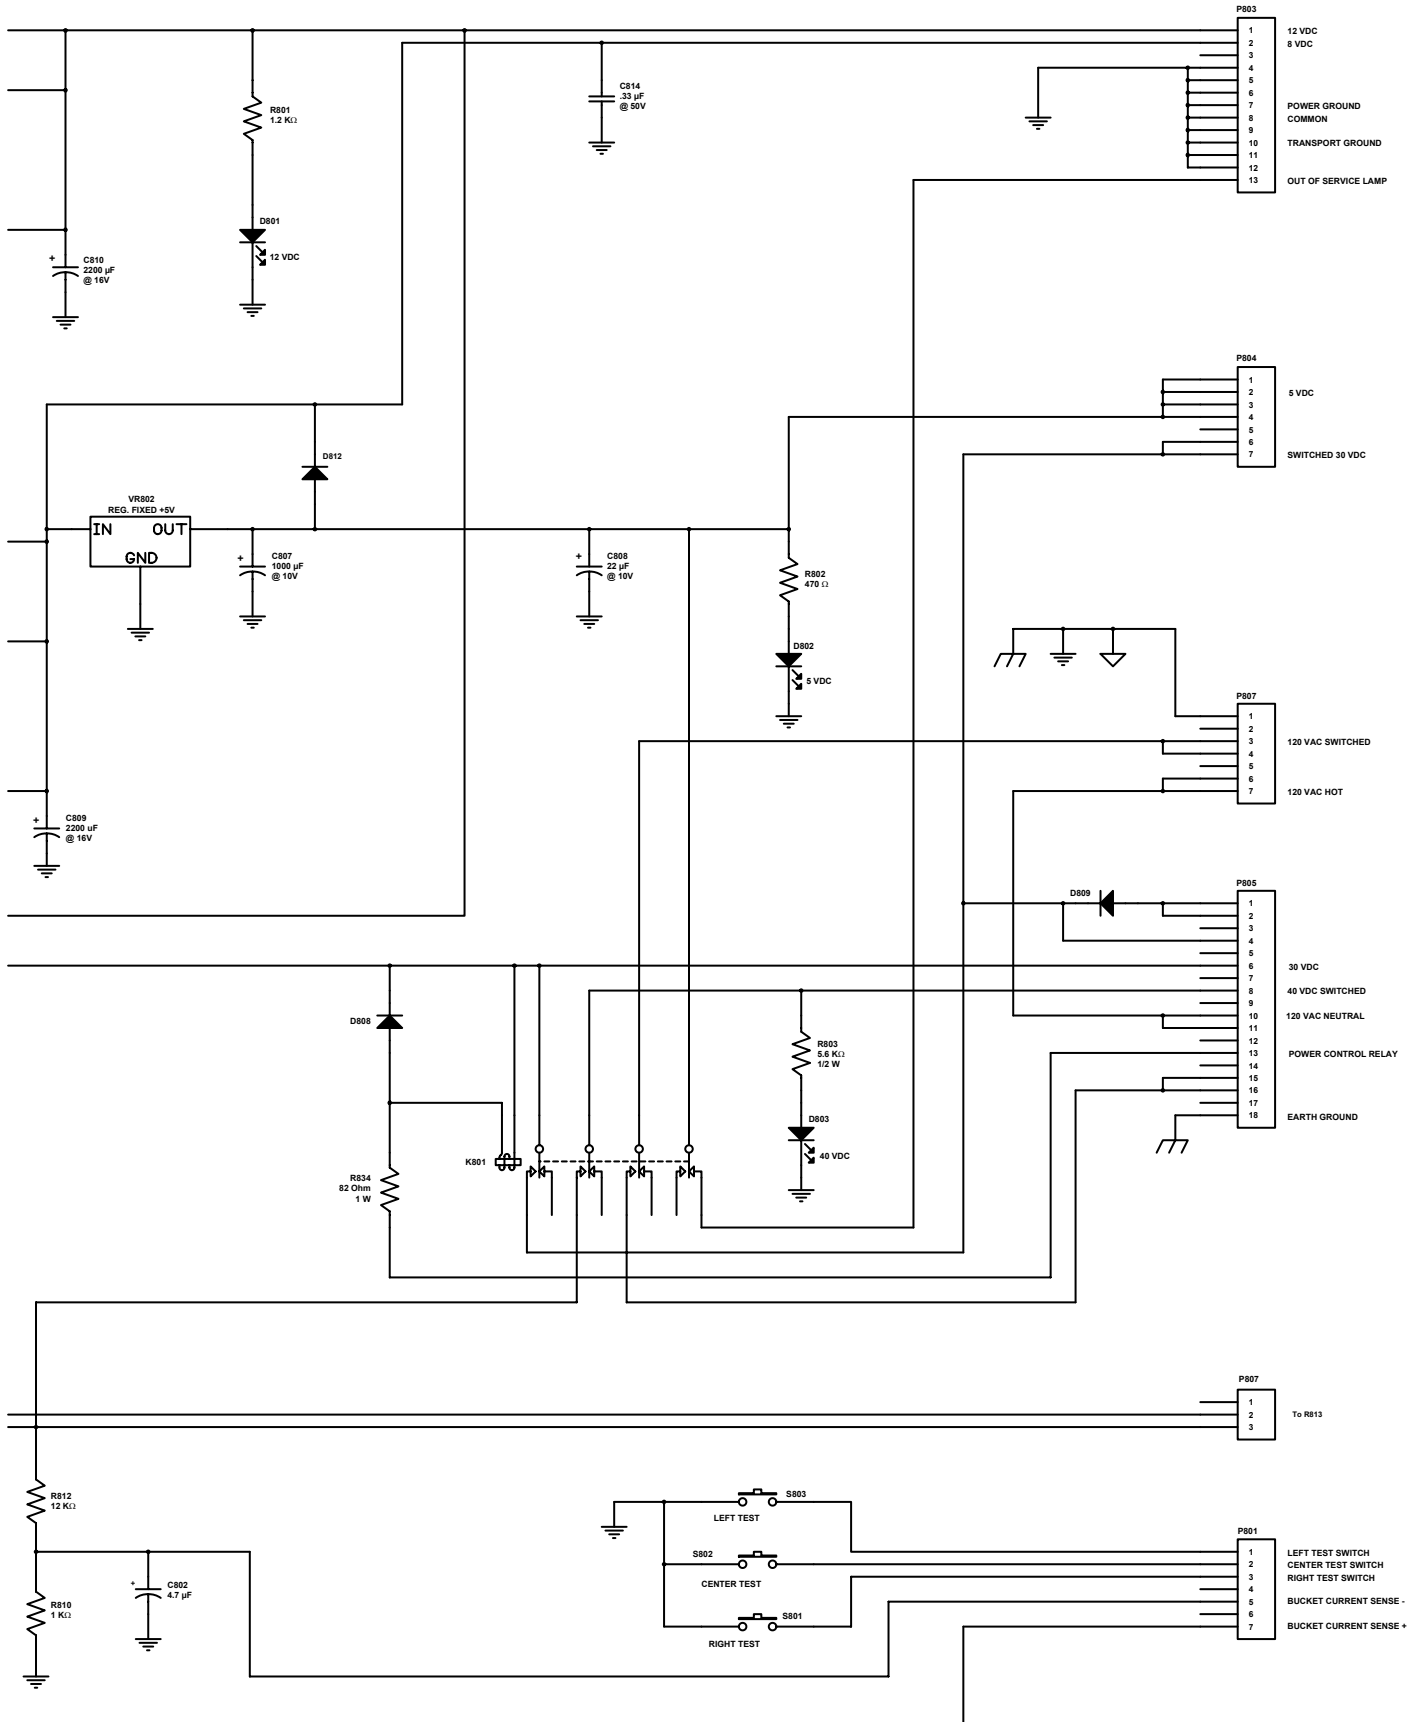 P803
1 12 VDC
2 8 VDC
3
4
5
6
7 POWER GROUND
8 COMMON
9
10 TRANSPORT GROUND
11
12
13 OUT OF SERVICE LAMP
C814
.33 µF
@ 50V
R801
1.2 KΩ
D801
12 VDC
+
C810
2200 µF
@ 16V
P804
1
2 5 VDC
3
4
5
6
7 SWITCHED 30 VDC
D812
VR802
REG. FIXED +5V
IN OUT
GND
+
C807
1000 µF
@ 10V
+
C808
22 µF
@ 10V
R802
470 Ω
D802
5 VDC
P807
1
2
3 120 VAC SWITCHED
4
5
6
7 120 VAC HOT
+
C809
2200 uF
@ 16V
P805
D809
1
2
3
4
5
6 30 VDC
7
8 40 VDC SWITCHED
9
10 120 VAC NEUTRAL
11
12
13 POWER CONTROL RELAY
14
15
16
17
18 EARTH GROUND
D808
R803
5.6 KΩ
1/2 W
D803
40 VDC
K801
R834
82 Ohm
1 W
P807
1
2 To R813
3
R812
12 KΩ
S803
LEFT TEST
S802
CENTER TEST
S801
RIGHT TEST
P801
1 LEFT TEST SWITCH
2 CENTER TEST SWITCH
3 RIGHT TEST SWITCH
4
5 BUCKET CURRENT SENSE -
6
7 BUCKET CURRENT SENSE +
+
C802
4.7 µF
R810
1 KΩ